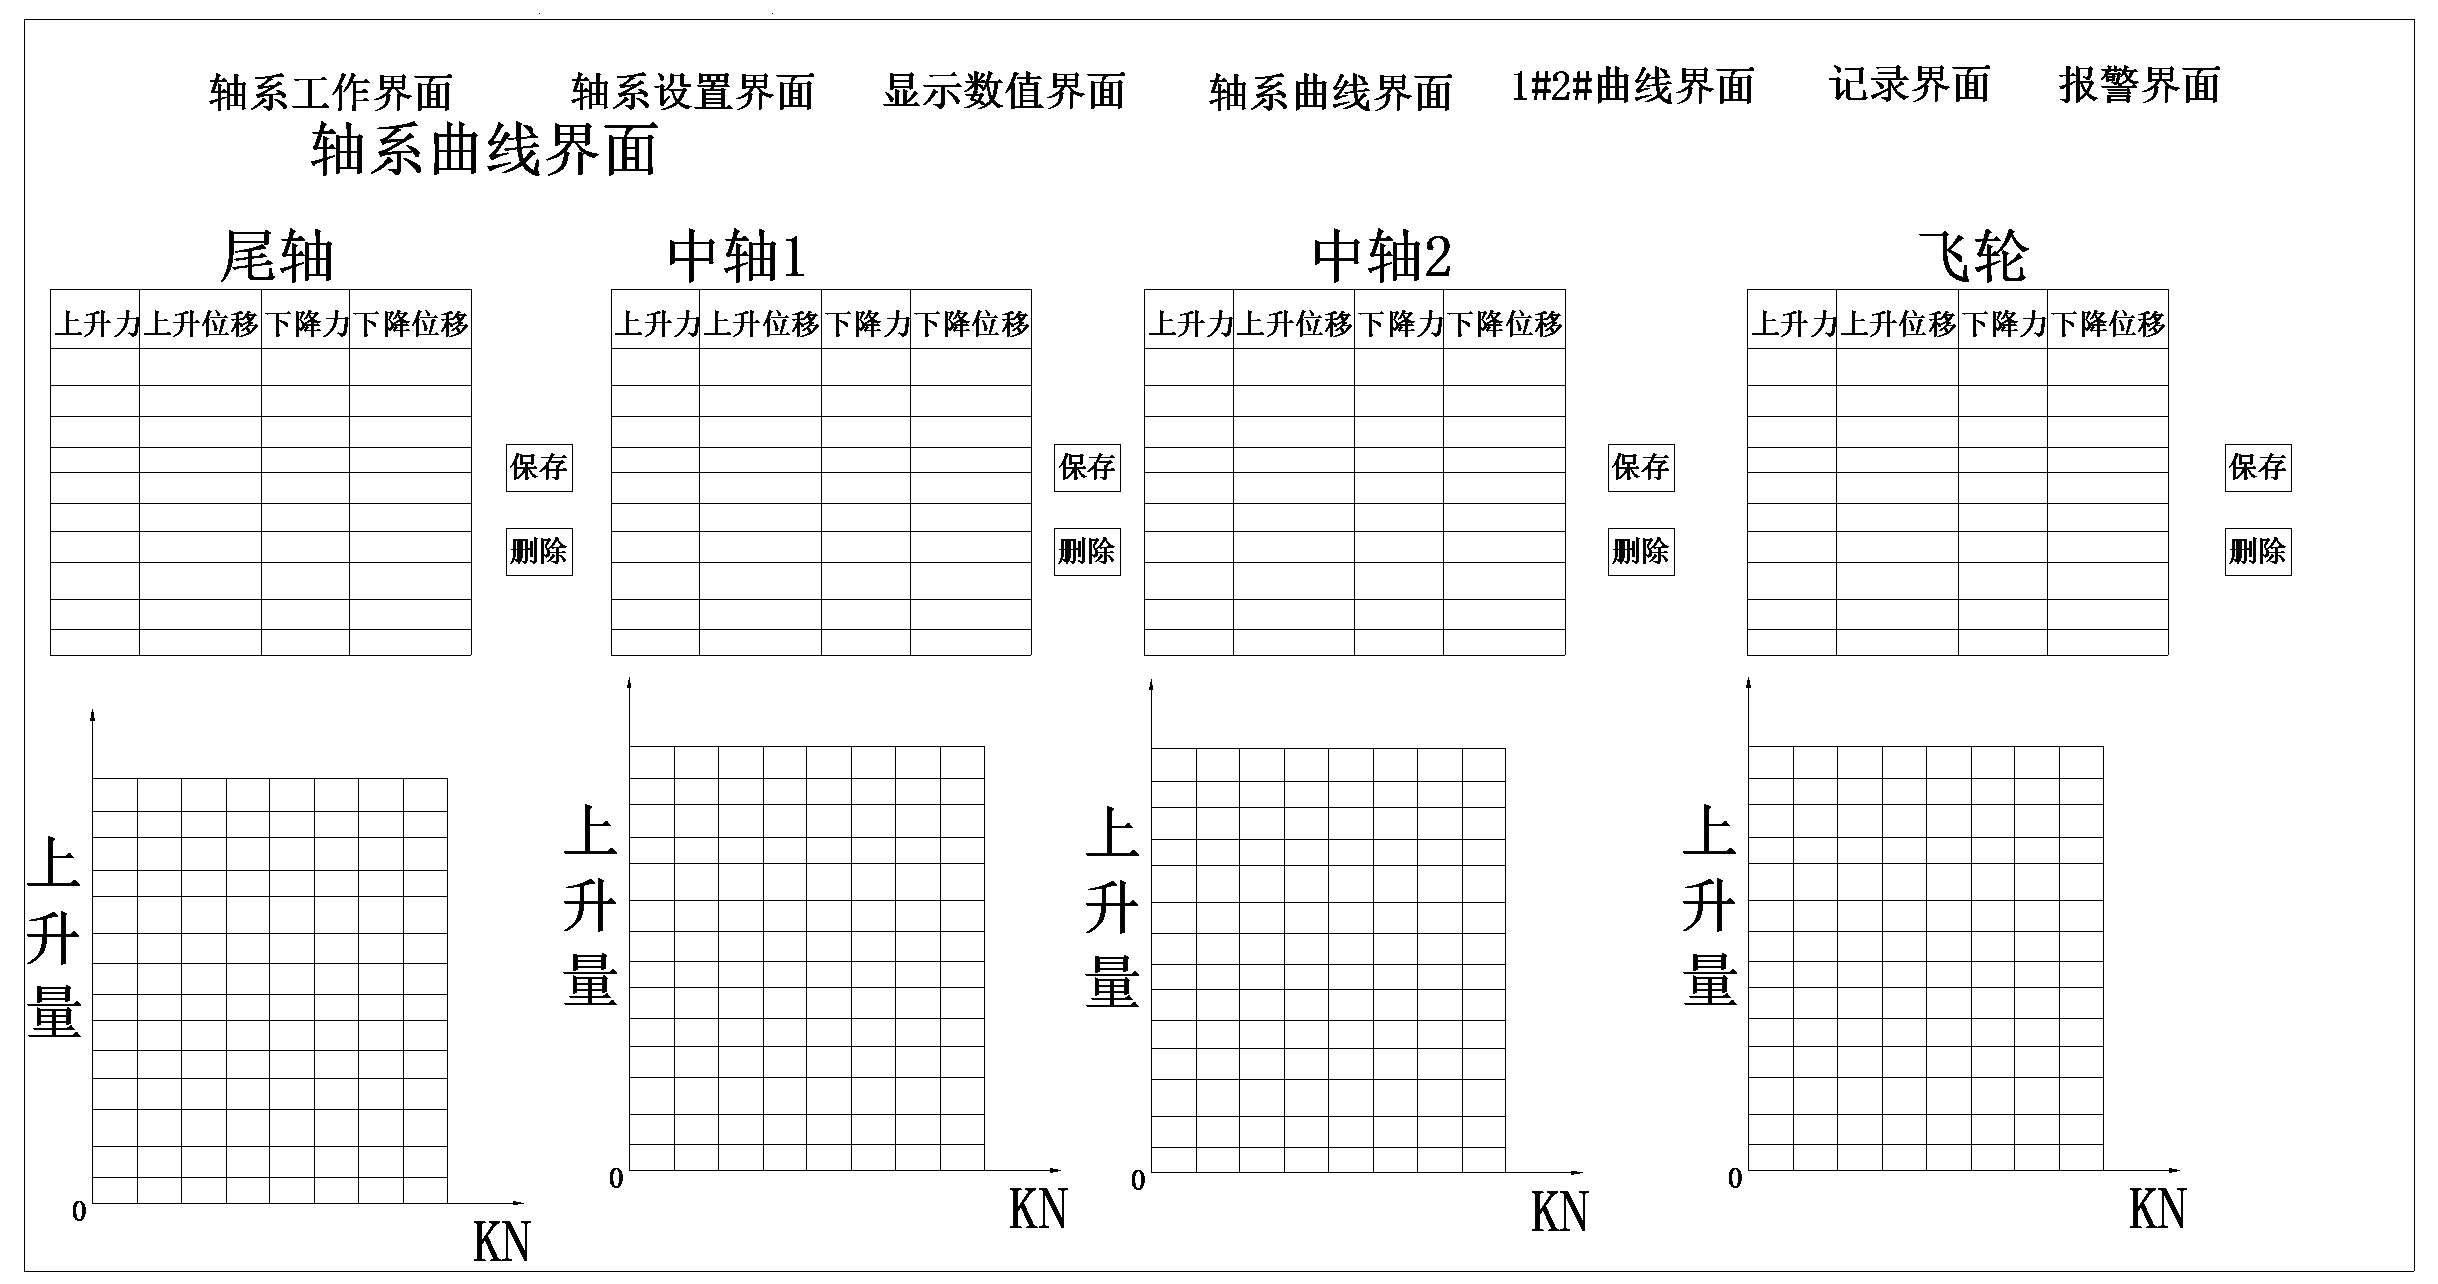 轴系工作界面 轴系设置界面 显示数值界面 轴系曲线界面 1#2#曲线界面 记录界面 报警界面
轴系曲线界面
尾轴 中轴1 中轴2 飞轮
上升力 上升位移 下降力 下降位移 上升力 上升位移 下降力 下降位移 上升力 上升位移 下降力 下降位移 上升力 上升位移 下降力 下降位移
保存 保存 保存 保存
删除 删除 删除 删除
上升量 上升量 上升量 上升量
0 0 0 0
KN KN KN KN